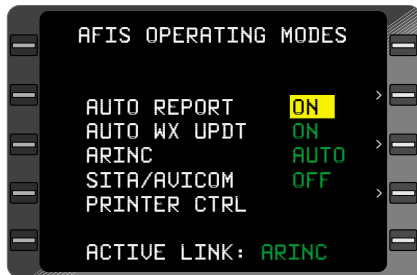 AFIS OPERATING MODES
AUTO REPORT ON
AUTO WX UPDT ON
ARINC AUTO
SITA/AVICOM OFF
PRINTER CTRL
ACTIVE LINK: ARINC